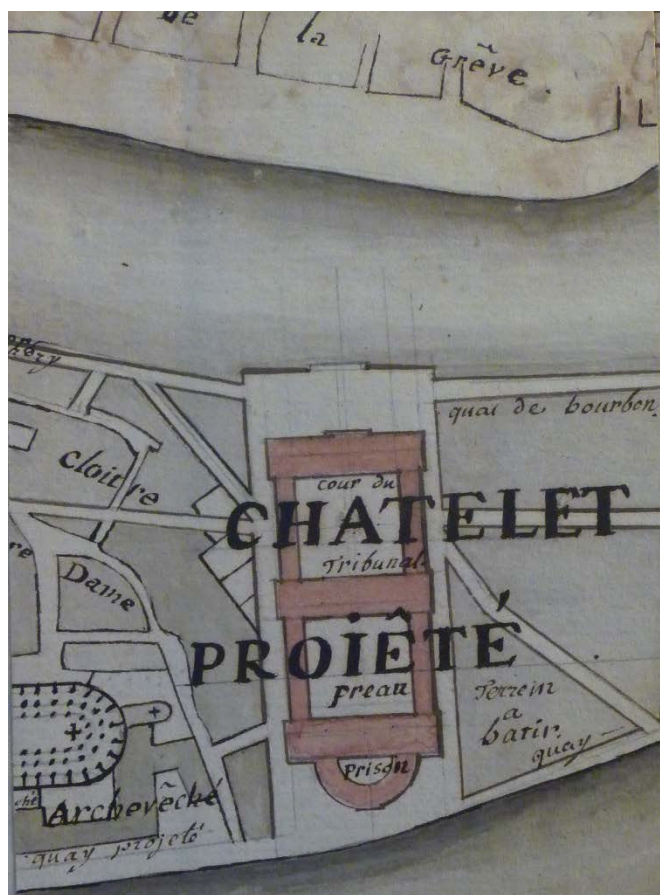 de la Grêve.
quai de bourbon.
Cloitre
cour du
CHATELET
Tribunal.
Dame
PROIÊTÉ
preau
Terrein
a
batir
quay
prison
Archevêché
quay projeté